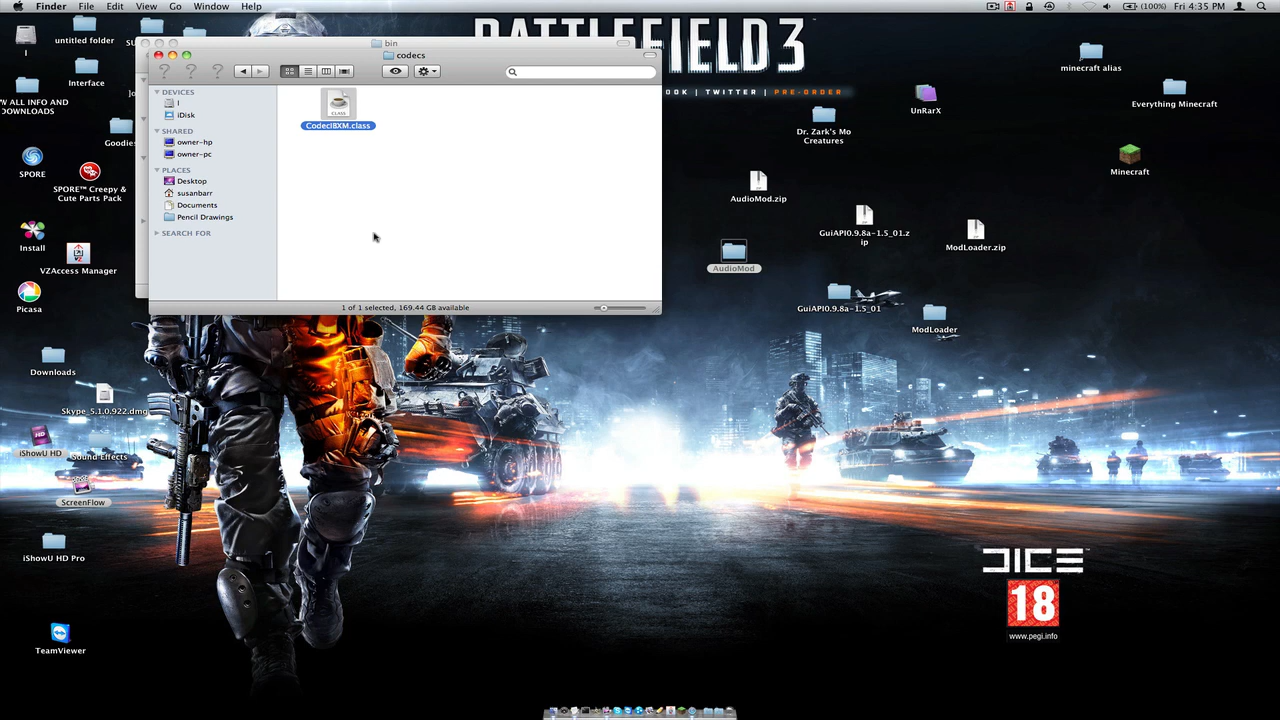 Finder File Edit View Go Window Help
(100%) Fri 4:35 PM
BATTLEFIELD 3
OOK | TWITTER | PRE-ORDER
bin
codecs
DEVICES
I
iDisk
SHARED
owner-hp
owner-pc
PLACES
Desktop
susanbarr
Documents
Pencil Drawings
SEARCH FOR
CLASS
CodecIBXM.class
1 of 1 selected, 169.44 GB available
I
untitled folder
SU
Interface
W ALL INFO AND
DOWNLOADS
Jo
Goodies
SPORE
SPORE™ Creepy &
Cute Parts Pack
Install
VZAccess Manager
Picasa
Downloads
Skype_5.1.0.922.dmg
HD
iShowU HD
Sound Effects
ScreenFlow
iShowU HD Pro
TeamViewer
minecraft alias
UnRarX
Everything Minecraft
Dr. Zark's Mo
Creatures
Minecraft
AudioMod.zip
GuiAPI0.9.8a-1.5_01.z
ip
ModLoader.zip
AudioMod
GuiAPI0.9.8a-1.5_01
ModLoader
DICE
18
www.pegi.info